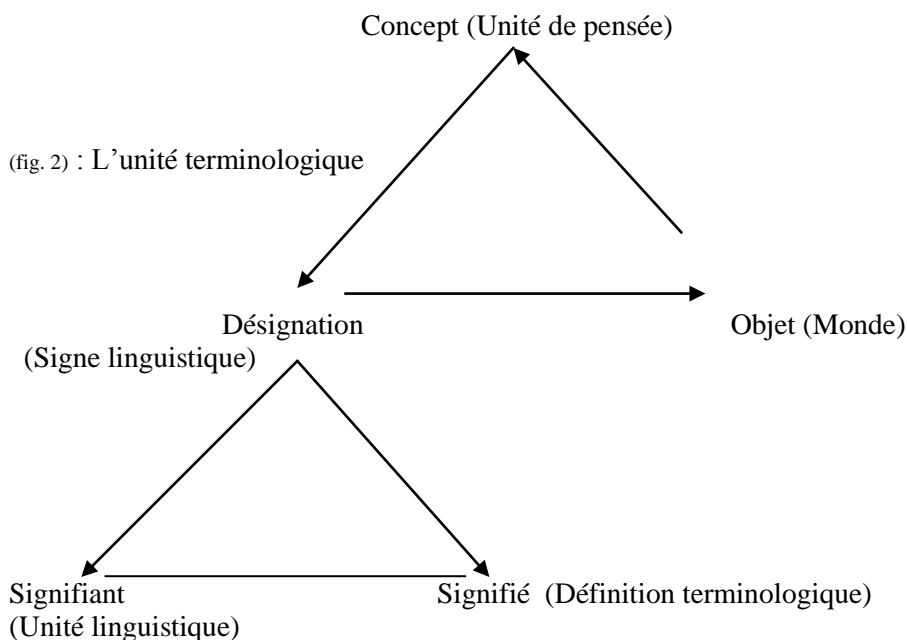 Concept (Unité de pensée)
(fig. 2) : L’unité terminologique
Désignation
Objet (Monde)
(Signe linguistique)
Signifiant
Signifié (Définition terminologique)
(Unité linguistique)